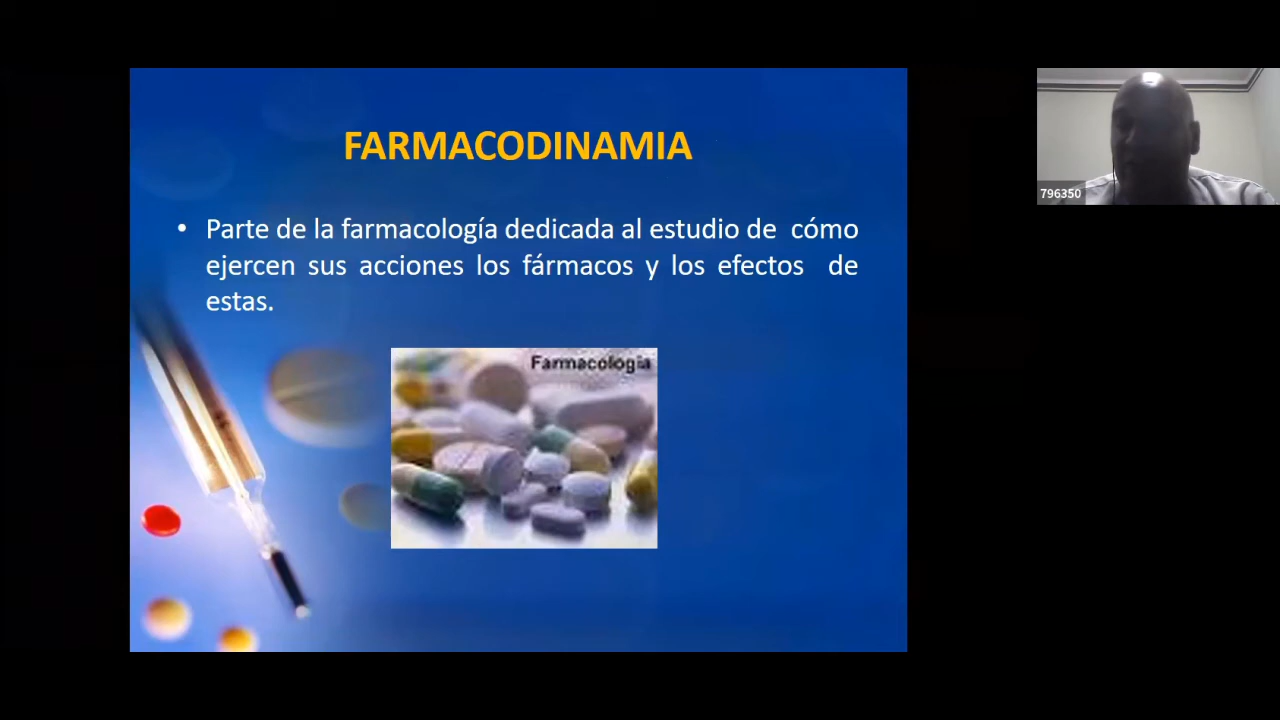 FARMACODINAMIA
• Parte de la farmacología dedicada al estudio de cómo
ejercen sus acciones los fármacos y los efectos de
estas.
Farmacologia
796350